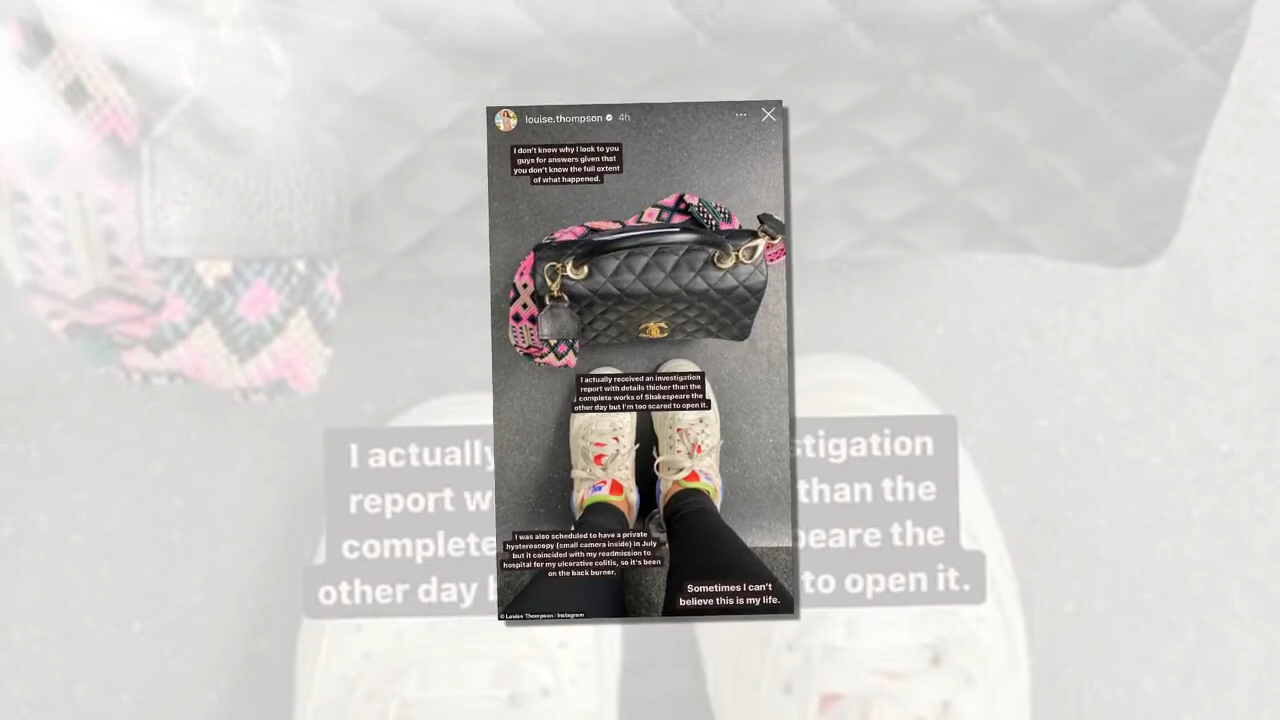 louise.thompson 4h
I don't know why I look to you
guys for answers given that
you don't know the full extent
of what happened.
I actually received an investigation
report with details thicker than the
complete works of Shakespeare the
other day but I'm too scared to open it.
I was also scheduled to have a private
hysteroscopy (small camera inside) in July
but it coincided with my readmission to
hospital for my ulcerative colitis, so it's been
on the back burner.
Sometimes I can't
believe this is my life.
© Louise Thompson / Instagram
I actually
stigation
report w
than the
complete
peare the
other day b
to open it.